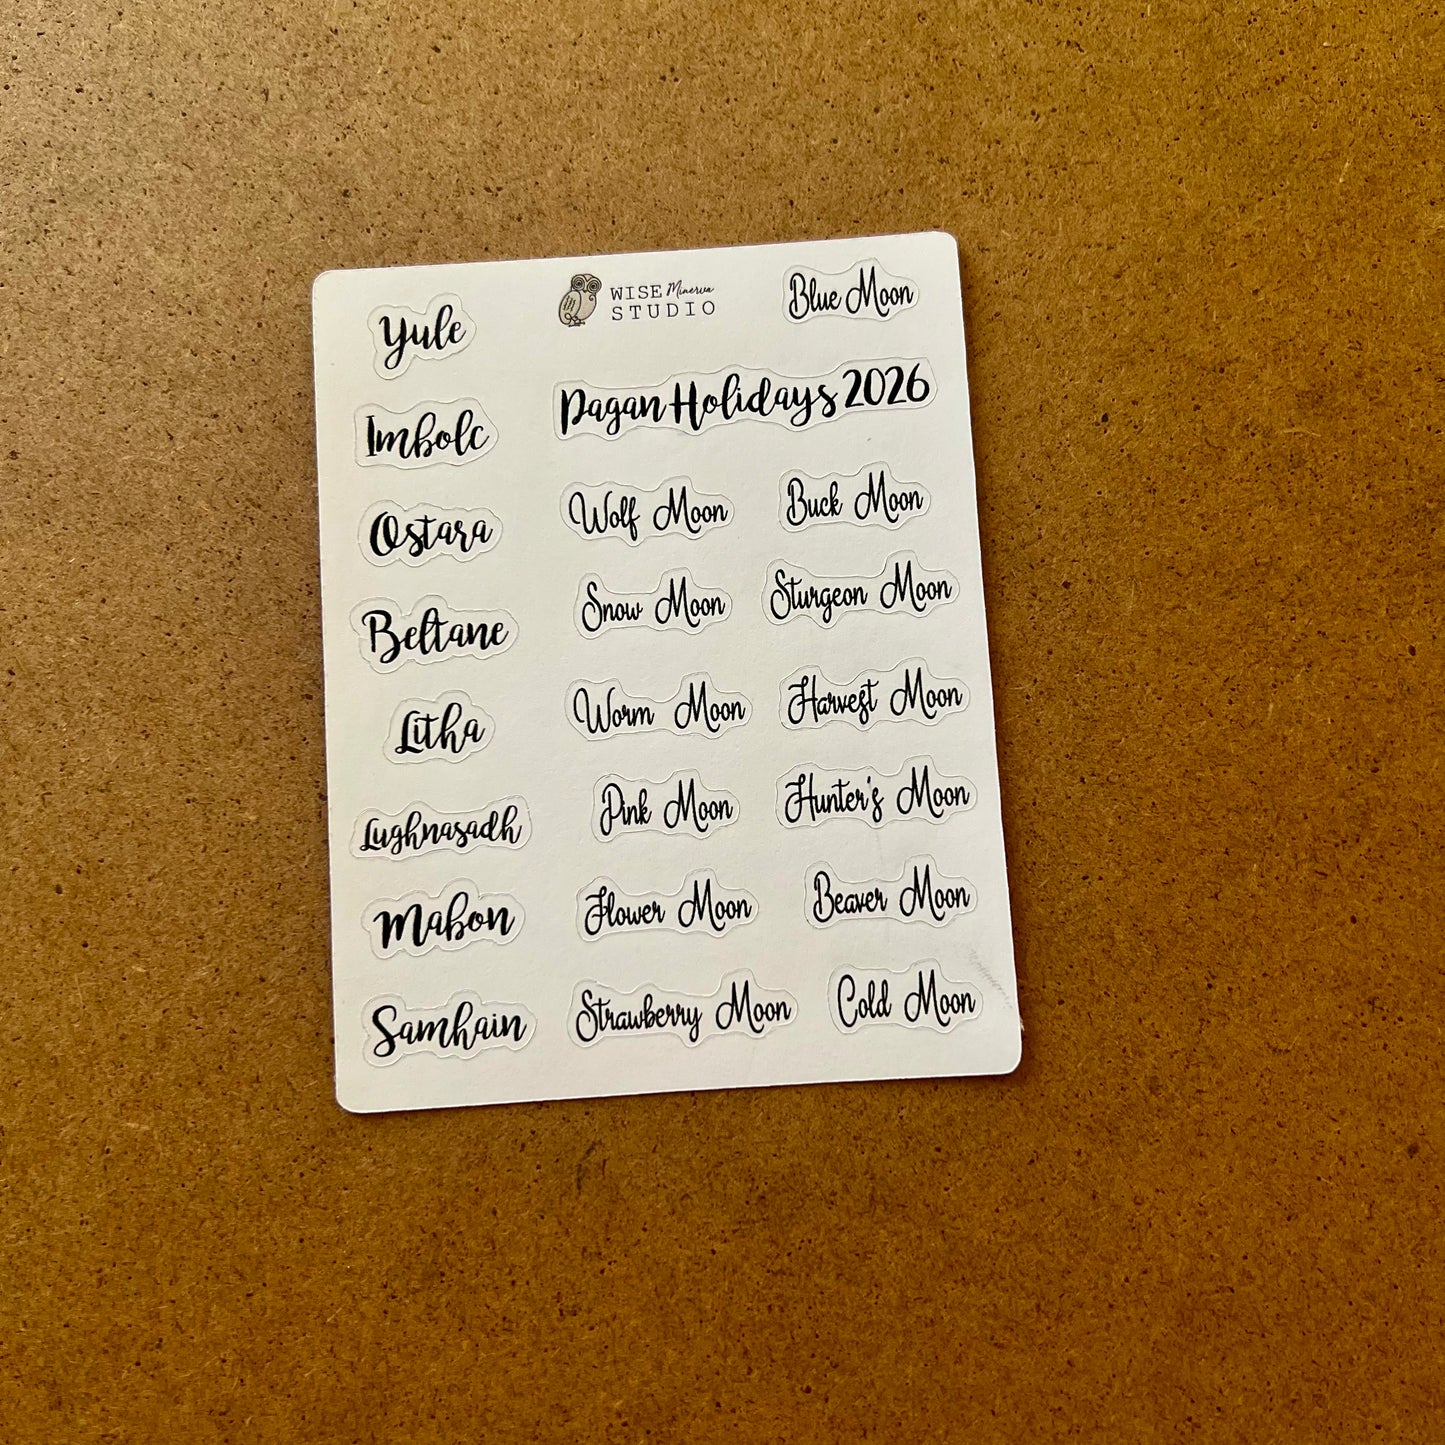 Yule
Imbolc
Ostara
Beltane
Litha
Lughnasadh
Mabon
Samhain
WISE Minerva
STUDIO
Blue Moon
Pagan Holidays 2026
Wolf Moon
Snow Moon
Worm Moon
Pink Moon
Flower Moon
Strawberry Moon
Buck Moon
Sturgeon Moon
Harvest Moon
Hunter's Moon
Beaver Moon
Cold Moon